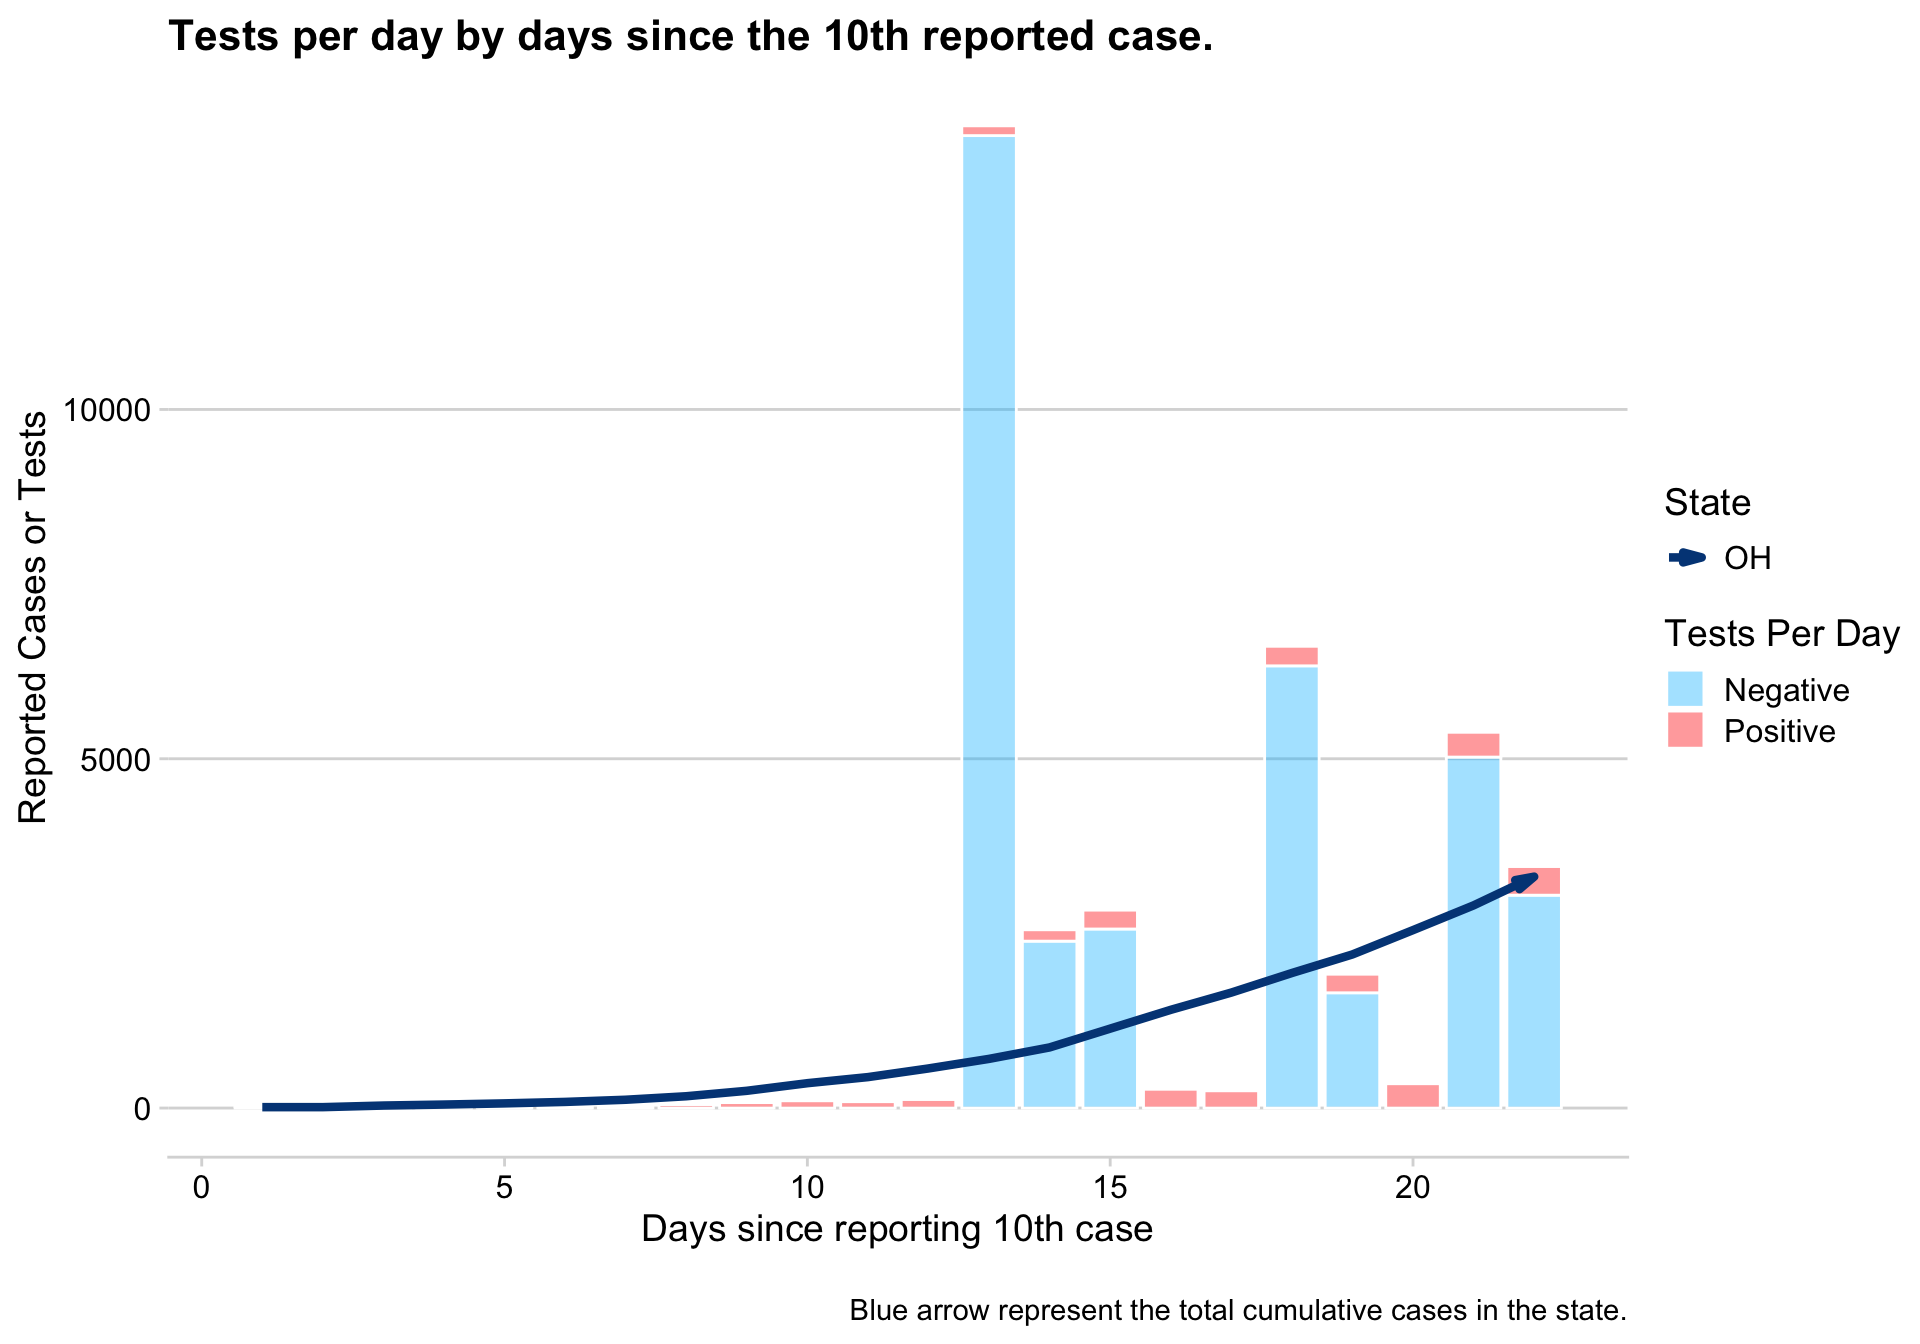 Tests per day by days since the 10th reported case.
Reported Cases or Tests
10000
5000
0
0 5 10 15 20
Days since reporting 10th case
State
OH
Tests Per Day
Negative
Positive
Blue arrow represent the total cumulative cases in the state.